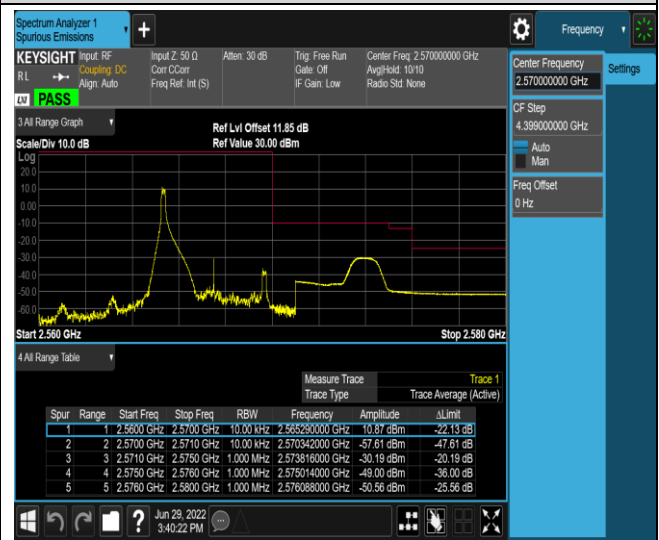 Spectrum Analyzer 1
Spurious Emissions
Frequency
KEYSIGHT Input: RF Input Z: 50 Ω Atten: 30 dB Trig: Free Run Center Freq: 2.570000000 GHz
R L Coupling: DC Corr CCorr Gate: Off Avg|Hold: 10/10
Align: Auto Freq Ref: Int (S) IF Gain: Low Radio Std: None
LXI PASS
Center Frequency
2.570000000 GHz
Settings
CF Step
4.399000000 GHz
Auto
Man
Freq Offset
0 Hz
3 All Range Graph
Ref Lvl Offset 11.85 dB
Scale/Div 10.0 dB Ref Value 30.00 dBm
Log
20.0
10.0
0.00
-10.0
-20.0
-30.0
-40.0
-50.0
-60.0
Start 2.560 GHz Stop 2.580 GHz
4 All Range Table
Measure Trace Trace 1
Trace Type Trace Average (Active)
Spur Range Start Freq Stop Freq RBW Frequency Amplitude ΔLimit
1 1 2.5600 GHz 2.5700 GHz 10.00 kHz 2.565290000 GHz 10.87 dBm -22.13 dB
2 2 2.5700 GHz 2.5710 GHz 10.00 kHz 2.570342000 GHz -57.61 dBm -47.61 dB
3 3 2.5710 GHz 2.5750 GHz 1.000 MHz 2.573816000 GHz -30.19 dBm -20.19 dB
4 4 2.5750 GHz 2.5760 GHz 1.000 MHz 2.575014000 GHz -49.00 dBm -36.00 dB
5 5 2.5760 GHz 2.5800 GHz 1.000 MHz 2.576088000 GHz -50.56 dBm -25.56 dB
Jun 29, 2022
3:40:22 PM